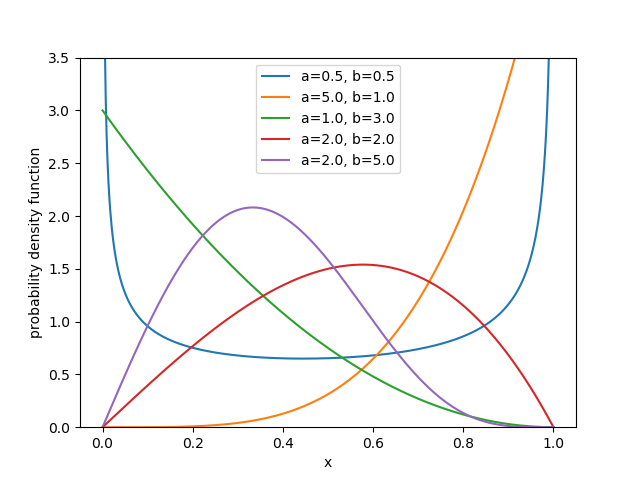 3.5
3.0
2.5
2.0
1.5
1.0
0.5
0.0
probability density function
a=0.5, b=0.5
a=5.0, b=1.0
a=1.0, b=3.0
a=2.0, b=2.0
a=2.0, b=5.0
0.0 0.2 0.4 0.6 0.8 1.0
x